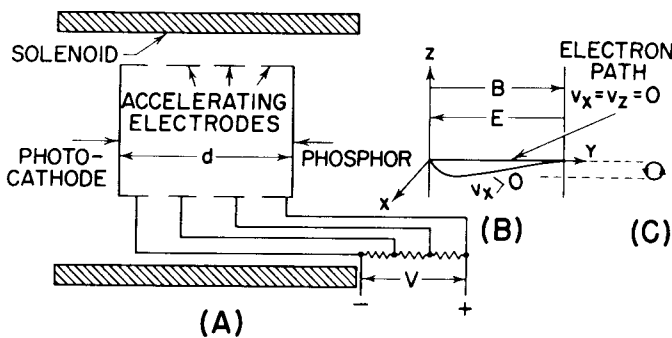 SOLENOID
ACCELERATING
ELECTRODES
PHOTO-
CATHODE
d
PHOSPHOR
V
− +
(A)
Z
ELECTRON
PATH
vx = vz = 0
B
E
Y
X
vx > 0
(B)
(C)